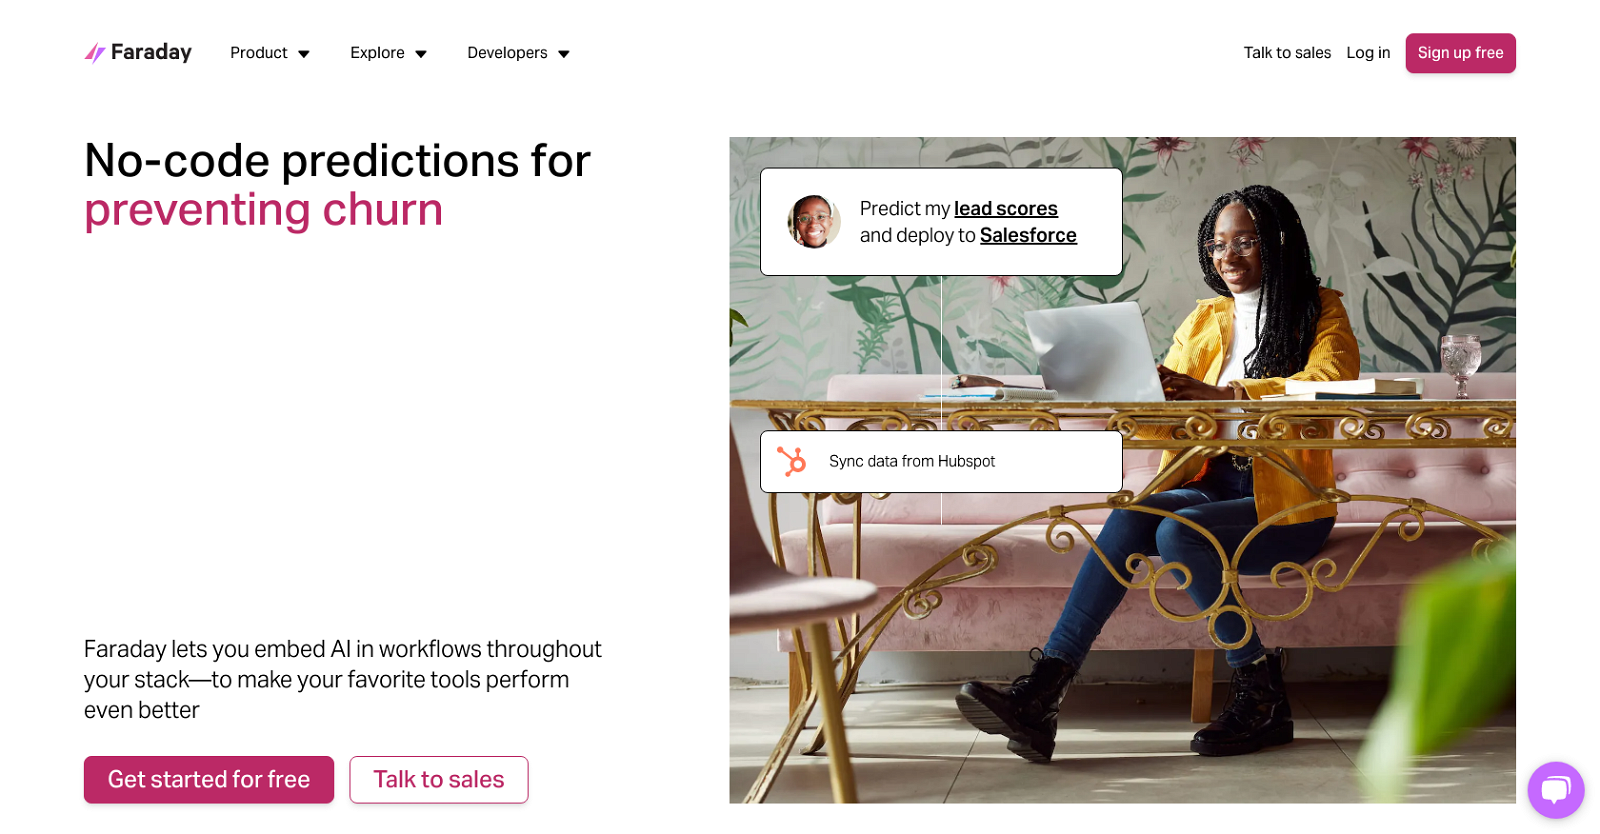 Faraday
Product
Explore
Developers
Talk to sales
Log in
Sign up free
No-code predictions for
preventing churn
Predict my lead scores
and deploy to Salesforce
Sync data from Hubspot
Faraday lets you embed AI in workflows throughout
your stack—to make your favorite tools perform
even better
Get started for free
Talk to sales